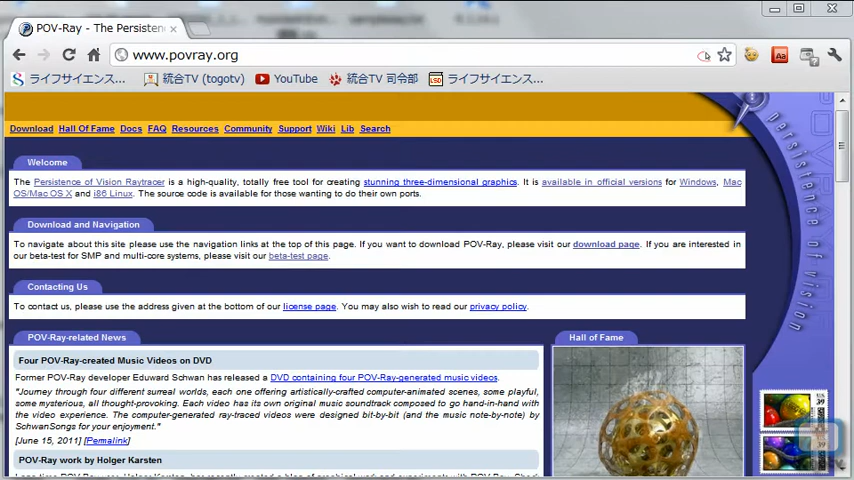 POV-Ray - The Persistenc
www.povray.org
ライフサイエンス... 統合TV (togotv) YouTube 統合TV 司令部 ライフサイエンス...
Download Hall Of Fame Docs FAQ Resources Community Support Wiki Lib Search
persistence of vision
Welcome
The Persistence of Vision Raytracer is a high-quality, totally free tool for creating stunning three-dimensional graphics. It is available in official versions for Windows, Mac
OS/Mac OS X and i86 Linux. The source code is available for those wanting to do their own ports.
Download and Navigation
To navigate about this site please use the navigation links at the top of this page. If you want to download POV-Ray, please visit our download page. If you are interested in
our beta-test for SMP and multi-core systems, please visit our beta-test page.
Contacting Us
To contact us, please use the address given at the bottom of our license page. You may also wish to read our privacy policy.
POV-Ray-related News
Hall of Fame
Four POV-Ray-created Music Videos on DVD
Former POV-Ray developer Eduward Schwan has released a DVD containing four POV-Ray-generated music videos.
"Journey through four different surreal worlds, each one offering artistically-crafted computer-animated scenes, some playful,
some mysterious, all thought-provoking. Each video has its own original music soundtrack composed to go hand-in-hand with
the video experience. The computer-generated ray-traced videos were designed bit-by-bit (and the music note-by-note) by
SchwanSongs for your enjoyment."
[June 15, 2011] [Permalink]
POV-Ray work by Holger Karsten
39
39